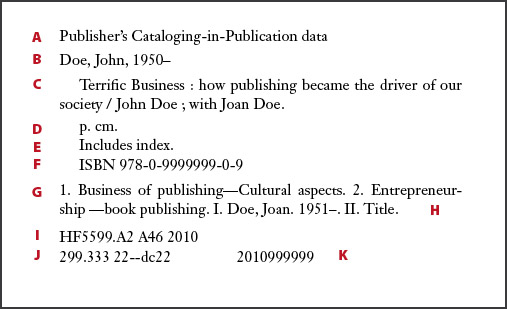 A Publisher's Cataloging-in-Publication data
B Doe, John, 1950–
C Terrific Business : how publishing became the driver of our
society / John Doe ; with Joan Doe.
D p. cm.
E Includes index.
F ISBN 978-0-9999999-0-9
G 1. Business of publishing—Cultural aspects. 2. Entrepreneur-
ship —book publishing. I. Doe, Joan. 1951–. II. Title. H
I HF5599.A2 A46 2010
J 299.333 22--dc22 2010999999 K